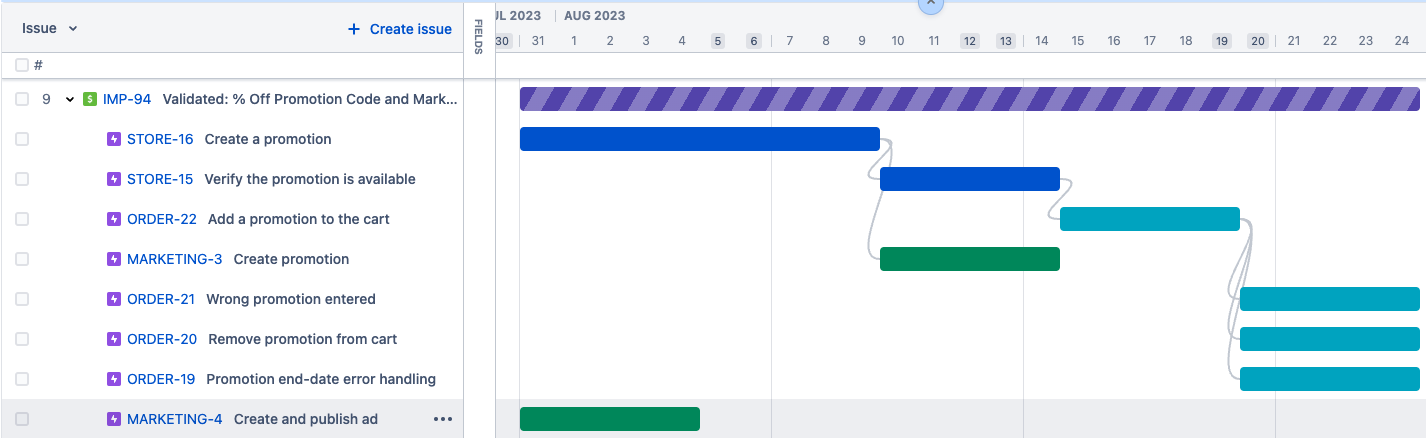 Issue
+ Create issue
FIELDS
UL 2023 AUG 2023
30 31 1 2 3 4 5 6 7 8 9 10 11 12 13 14 15 16 17 18 19 20 21 22 23 24
#
9 IMP-94 Validated: % Off Promotion Code and Mark...
STORE-16 Create a promotion
STORE-15 Verify the promotion is available
ORDER-22 Add a promotion to the cart
MARKETING-3 Create promotion
ORDER-21 Wrong promotion entered
ORDER-20 Remove promotion from cart
ORDER-19 Promotion end-date error handling
MARKETING-4 Create and publish ad